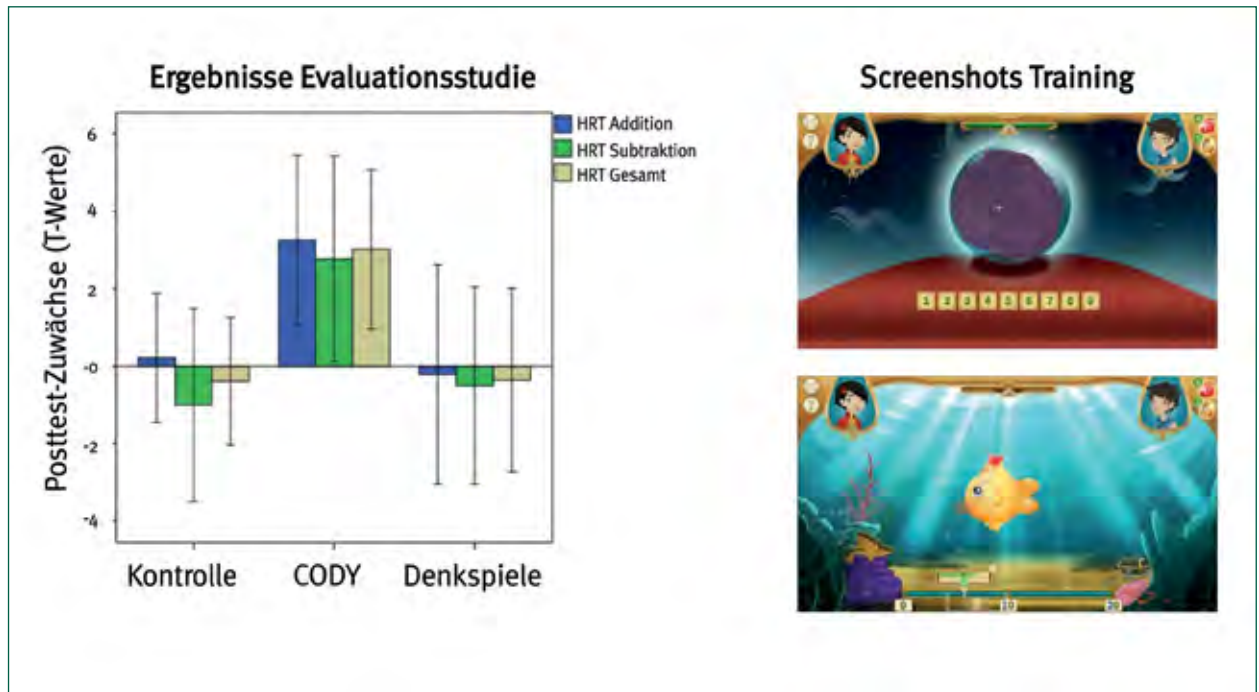 Ergebnisse Evaluationsstudie
HRT Addition
HRT Subtraktion
HRT Gesamt
Posttest-Zuwächse (T-Werte)
6
4
2
-0
-2
-4
Kontrolle CODY Denkspiele
Screenshots Training
1 2 3 4 5 6 7 8 9
?
?
0 10 20